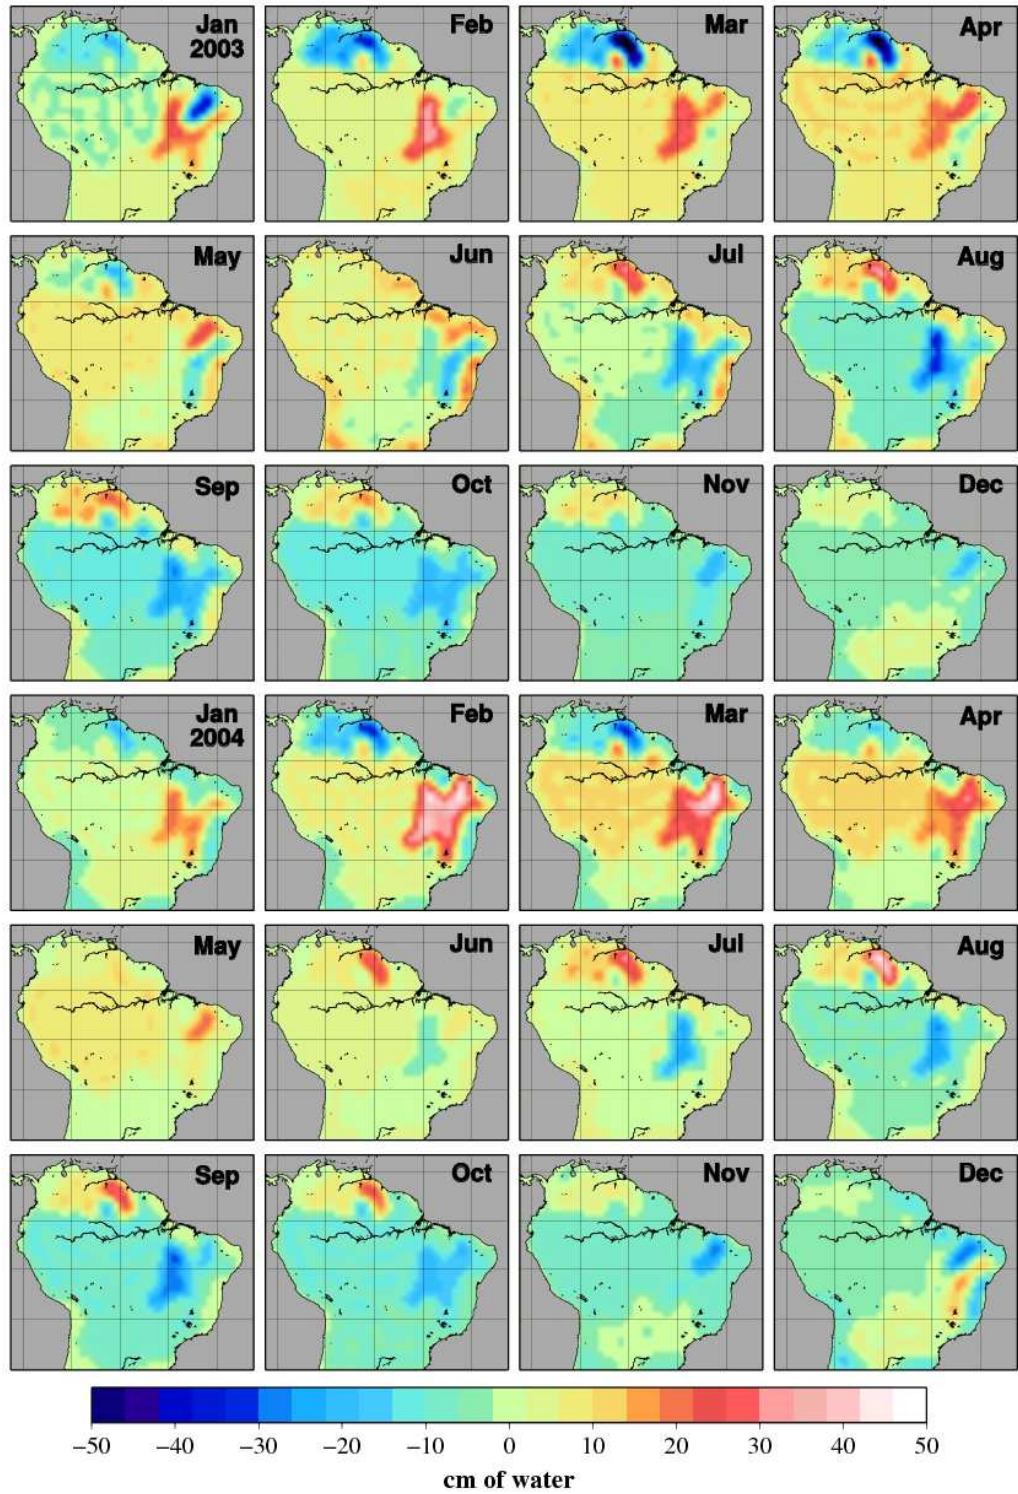 Jan
2003
Feb
Mar
Apr
May
Jun
Jul
Aug
Sep
Oct
Nov
Dec
Jan
2004
Feb
Mar
Apr
May
Jun
Jul
Aug
Sep
Oct
Nov
Dec
−50 −40 −30 −20 −10 0 10 20 30 40 50
cm of water